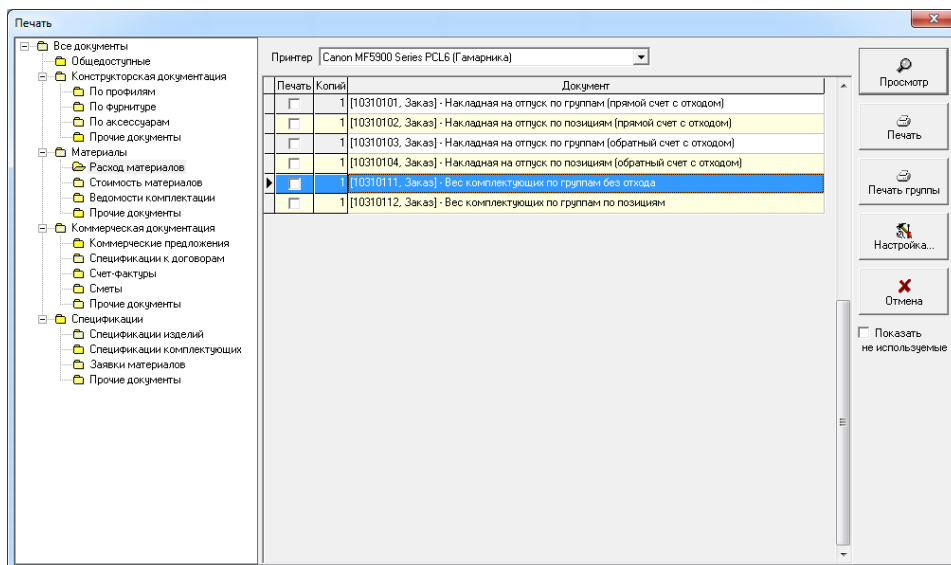 Печать
Все документы
Общедоступные
Конструкторская документация
По профилям
По фурнитуре
По аксессуарам
Прочие документы
Материалы
Расход материалов
Стоимость материалов
Ведомости комплектации
Прочие документы
Коммерческая документация
Коммерческие предложения
Спецификации к договорам
Счет-фактуры
Сметы
Прочие документы
Спецификации
Спецификации изделий
Спецификации комплектующих
Заявки материалов
Прочие документы
Принтер Canon MF5900 Series PCL6 (Гамарника)
Печать Копий Документ
1 [10310101, Заказ] - Накладная на отпуск по группам (прямой счет с отходом)
1 [10310102, Заказ] - Накладная на отпуск по позициям (прямой счет с отходом)
1 [10310103, Заказ] - Накладная на отпуск по группам (обратный счет с отходом)
1 [10310104, Заказ] - Накладная на отпуск по позициям (обратный счет с отходом)
1 [10310111, Заказ] - Вес комплектующих по группам без отхода
1 [10310112, Заказ] - Вес комплектующих по группам по позициям
Просмотр
Печать
Печать группы
Настройка...
Отмена
Показать
не используемые